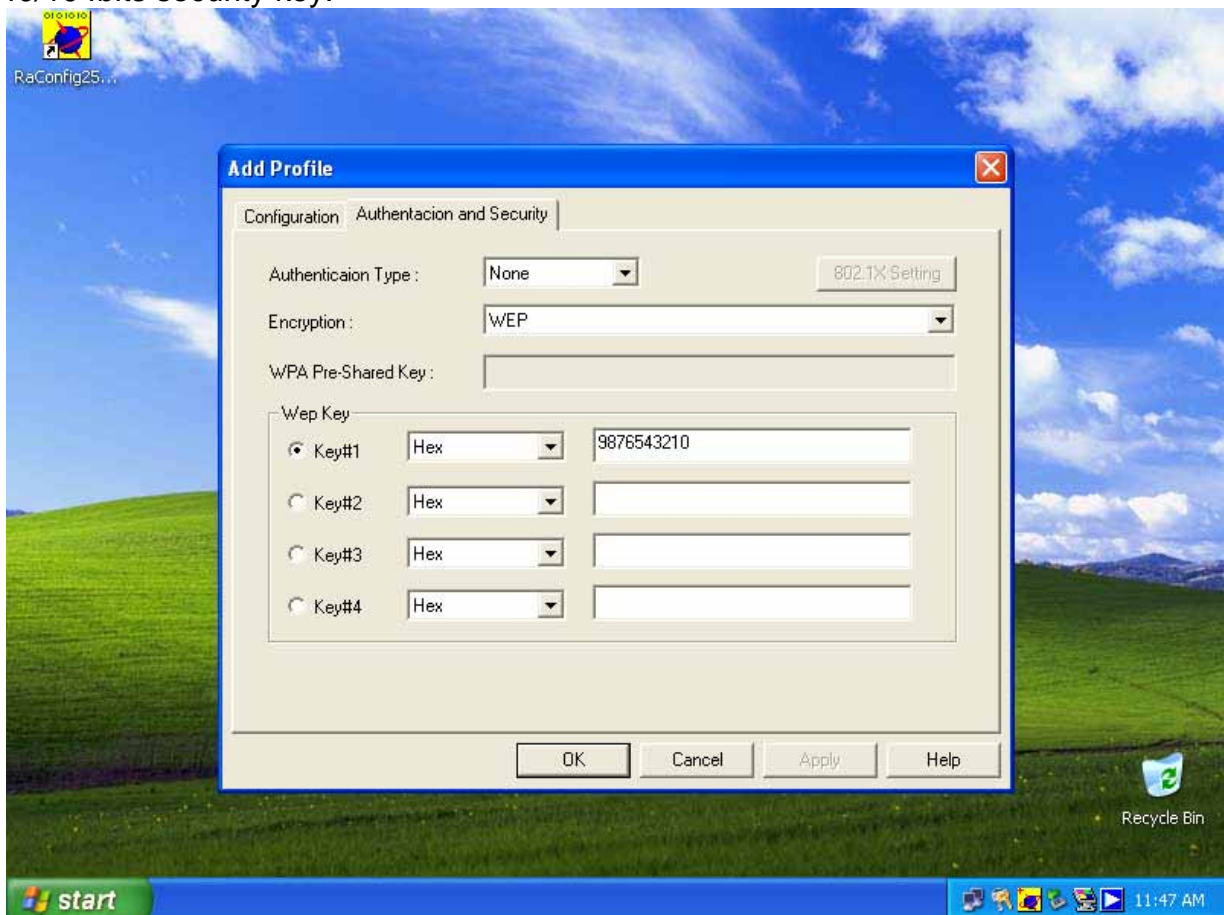 010101010
RaConfig25...
Add Profile
Configuration
Authentacion and Security
Authenticaion Type :
None
802.1X Setting
Encryption :
WEP
WPA Pre-Shared Key :
Wep Key
Key#1
Hex
9876543210
Key#2
Hex
Key#3
Hex
Key#4
Hex
OK
Cancel
Apply
Help
Recycle Bin
start
11:47 AM